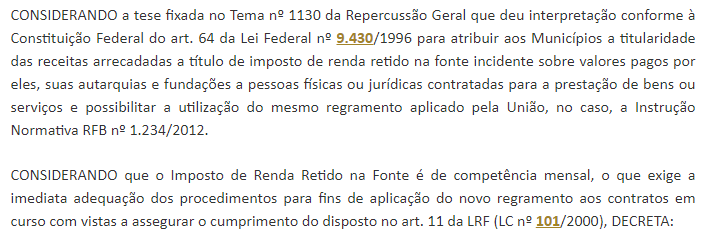 CONSIDERANDO a tese fixada no Tema nº 1130 da Repercussão Geral que deu interpretação conforme à
Constituição Federal do art. 64 da Lei Federal nº 9.430/1996 para atribuir aos Municípios a titularidade
das receitas arrecadadas a título de imposto de renda retido na fonte incidente sobre valores pagos por
eles, suas autarquias e fundações a pessoas físicas ou jurídicas contratadas para a prestação de bens ou
serviços e possibilitar a utilização do mesmo regramento aplicado pela União, no caso, a Instrução
Normativa RFB nº 1.234/2012.
CONSIDERANDO que o Imposto de Renda Retido na Fonte é de competência mensal, o que exige a
imediata adequação dos procedimentos para fins de aplicação do novo regramento aos contratos em
curso com vistas a assegurar o cumprimento do disposto no art. 11 da LRF (LC nº 101/2000), DECRETA: